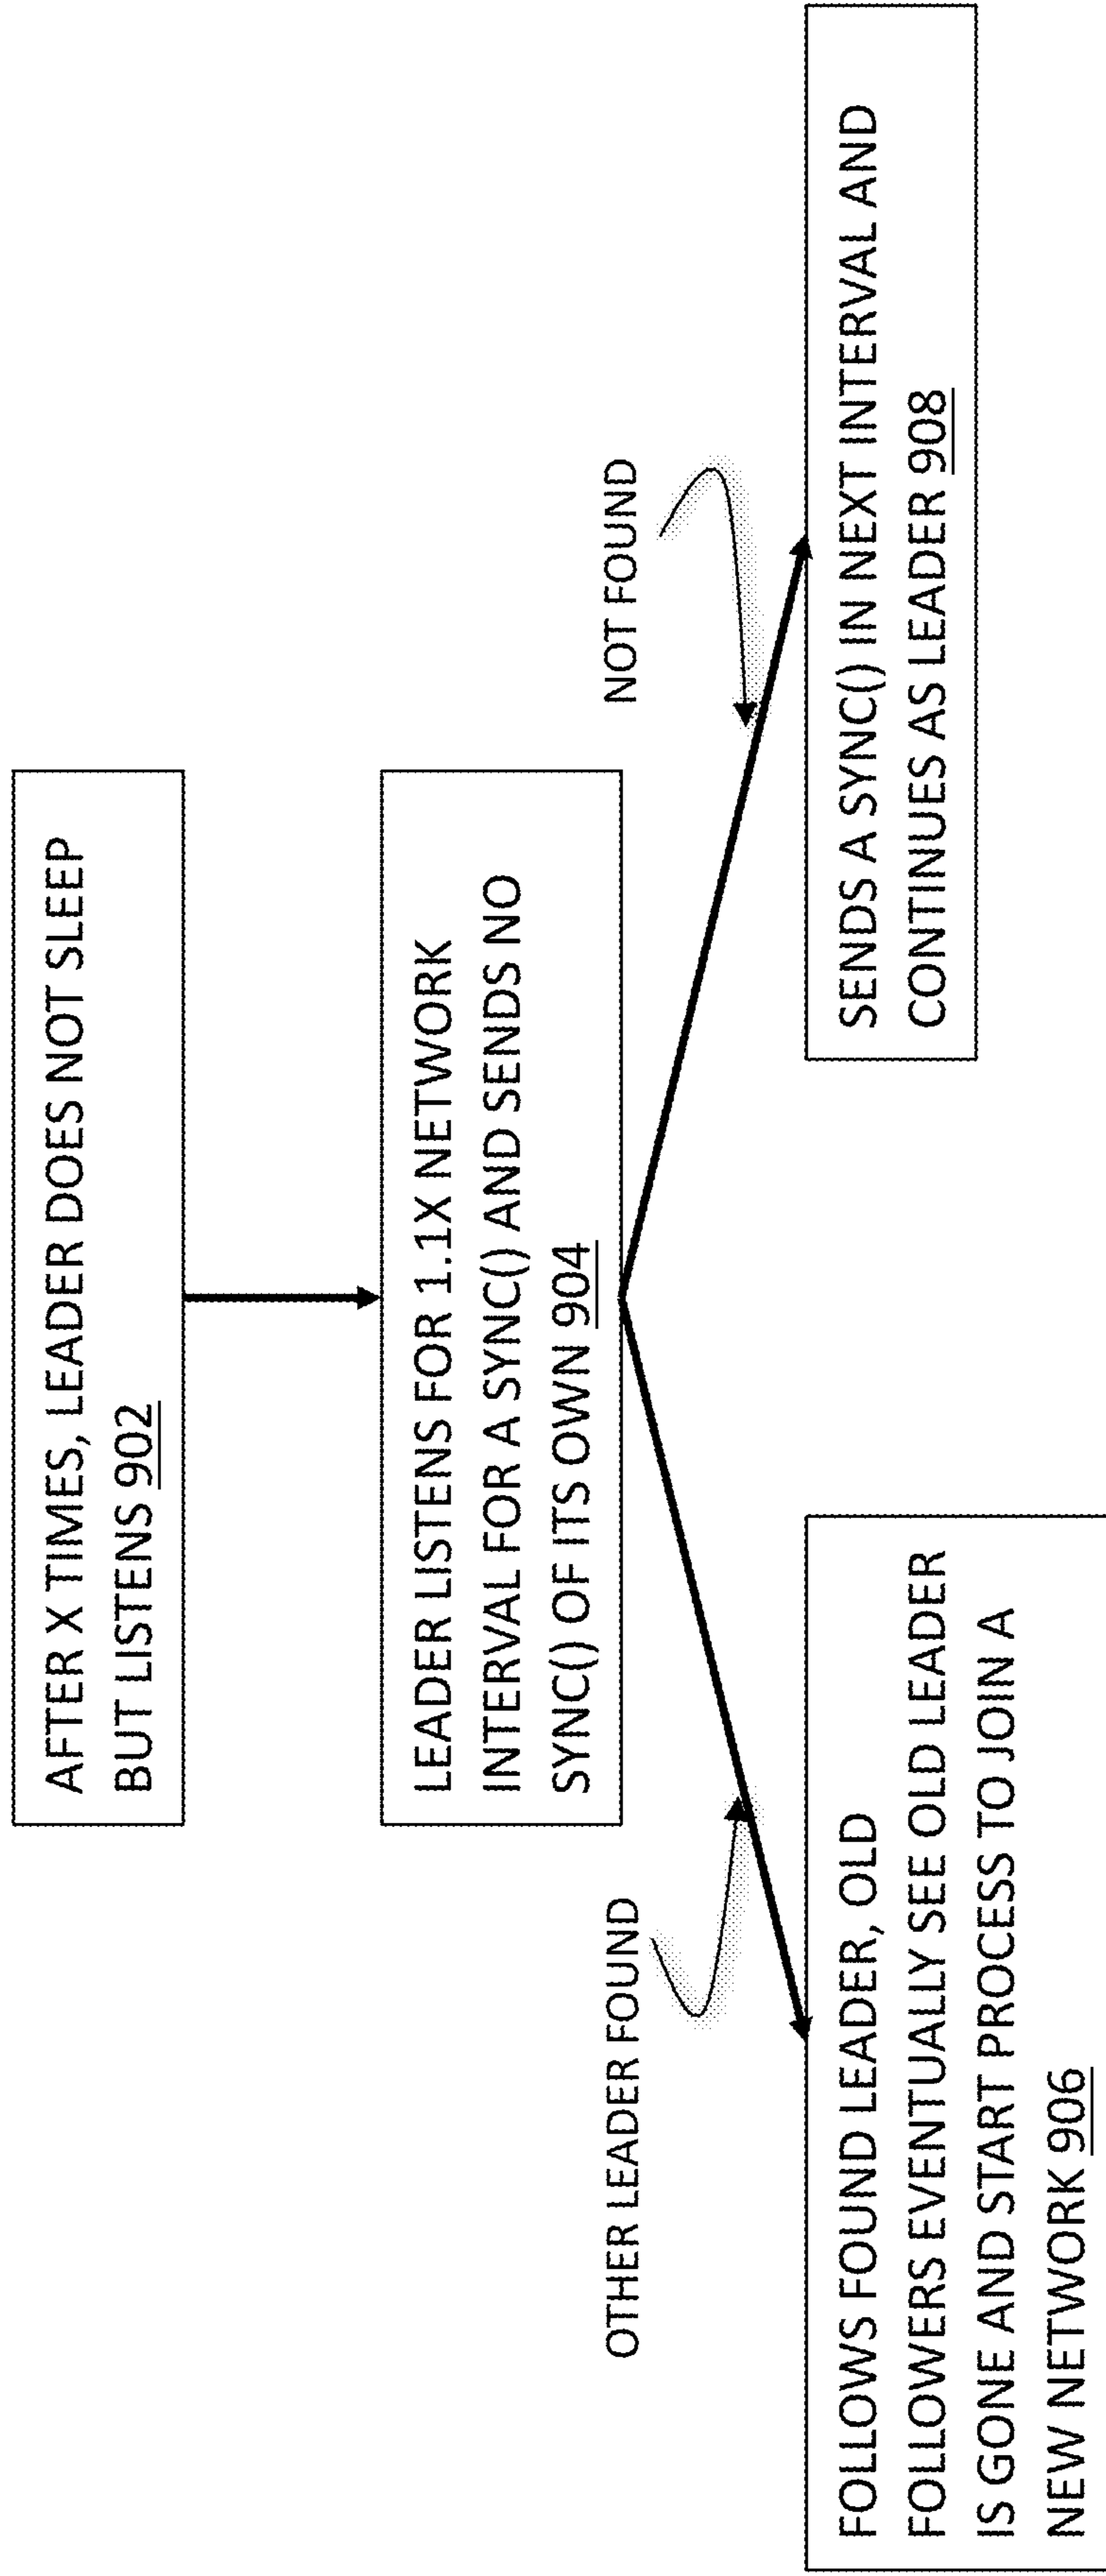 AFTER X TIMES, LEADER DOES NOT SLEEP
BUT LISTENS 902
LEADER LISTENS FOR 1.1X NETWORK
INTERVAL FOR A SYNC() AND SENDS NO
SYNC() OF ITS OWN 904
OTHER LEADER FOUND
NOT FOUND
FOLLOWS FOUND LEADER, OLD
FOLLOWERS EVENTUALLY SEE OLD LEADER
IS GONE AND START PROCESS TO JOIN A
NEW NETWORK 906
SENDS A SYNC() IN NEXT INTERVAL AND
CONTINUES AS LEADER 908